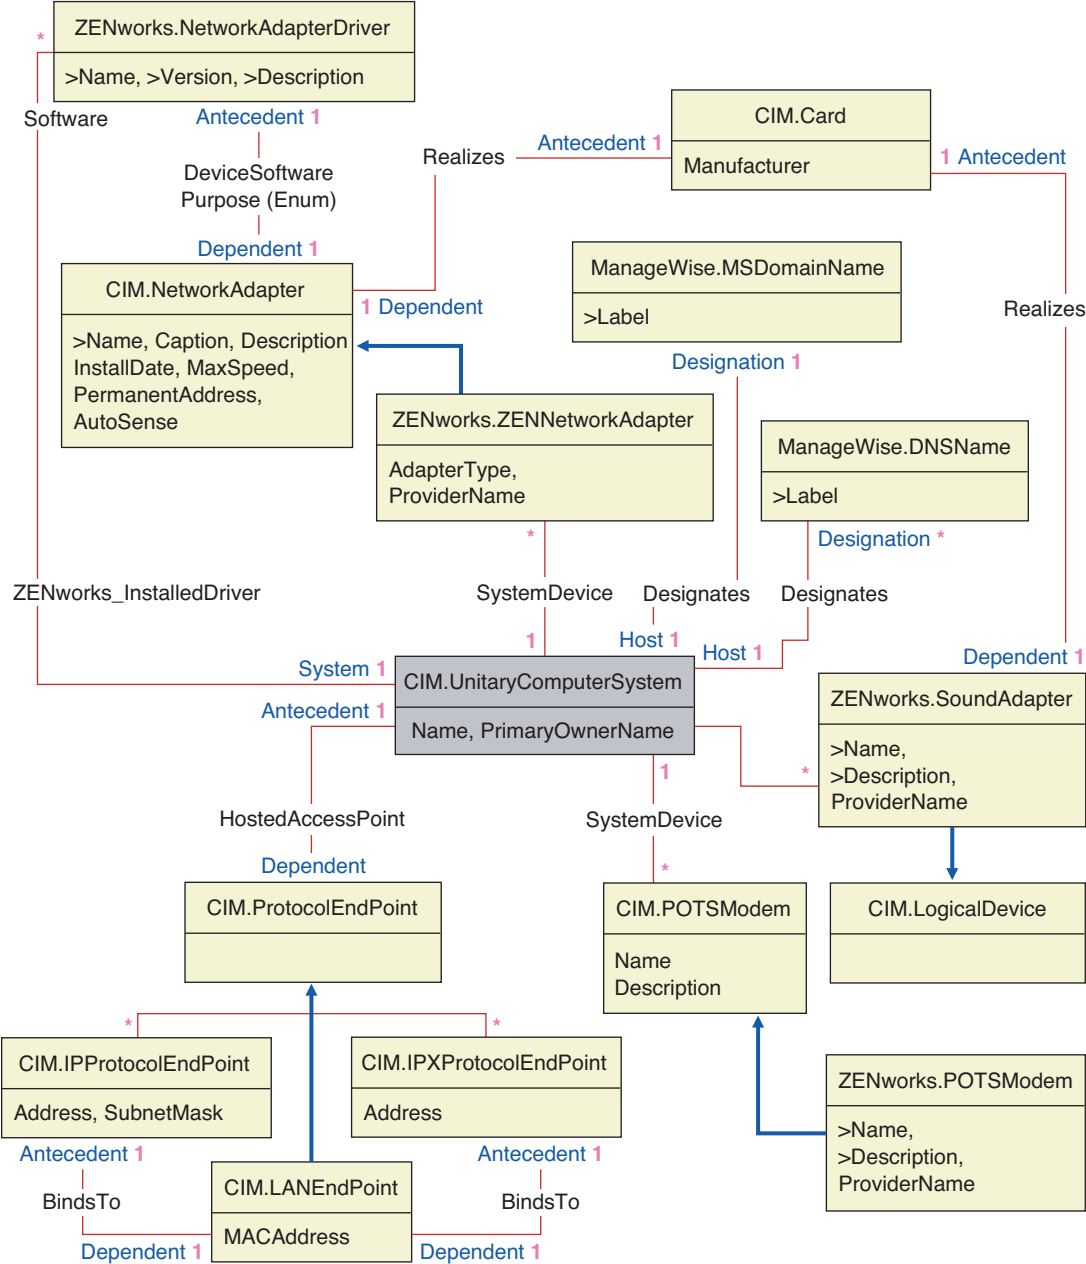 ZENworks.NetworkAdapterDriver
*
>Name, >Version, >Description
Software
Antecedent 1
DeviceSoftware
Purpose (Enum)
Dependent 1
CIM.Card
Manufacturer
Realizes
Antecedent 1
1 Antecedent
CIM.NetworkAdapter
1 Dependent
>Name, Caption, Description
InstallDate, MaxSpeed,
PermanentAddress,
AutoSense
ManageWise.MSDomainName
>Label
Designation 1
Realizes
ZENworks.ZENNetworkAdapter
AdapterType,
ProviderName
*
ManageWise.DNSName
>Label
Designation *
ZENworks_InstalledDriver
SystemDevice
Designates
Designates
1
Host 1
Host 1
Dependent 1
System 1
CIM.UnitaryComputerSystem
Name, PrimaryOwnerName
Antecedent 1
ZENworks.SoundAdapter
>Name,
>Description,
ProviderName
*
1
HostedAccessPoint
SystemDevice
Dependent
*
CIM.ProtocolEndPoint
CIM.POTSModem
Name
Description
CIM.LogicalDevice
*
*
CIM.IPProtocolEndPoint
Address, SubnetMask
CIM.IPXProtocolEndPoint
Address
ZENworks.POTSModem
>Name,
>Description,
ProviderName
Antecedent 1
Antecedent 1
BindsTo
BindsTo
CIM.LANEndPoint
MACAddress
Dependent 1
Dependent 1